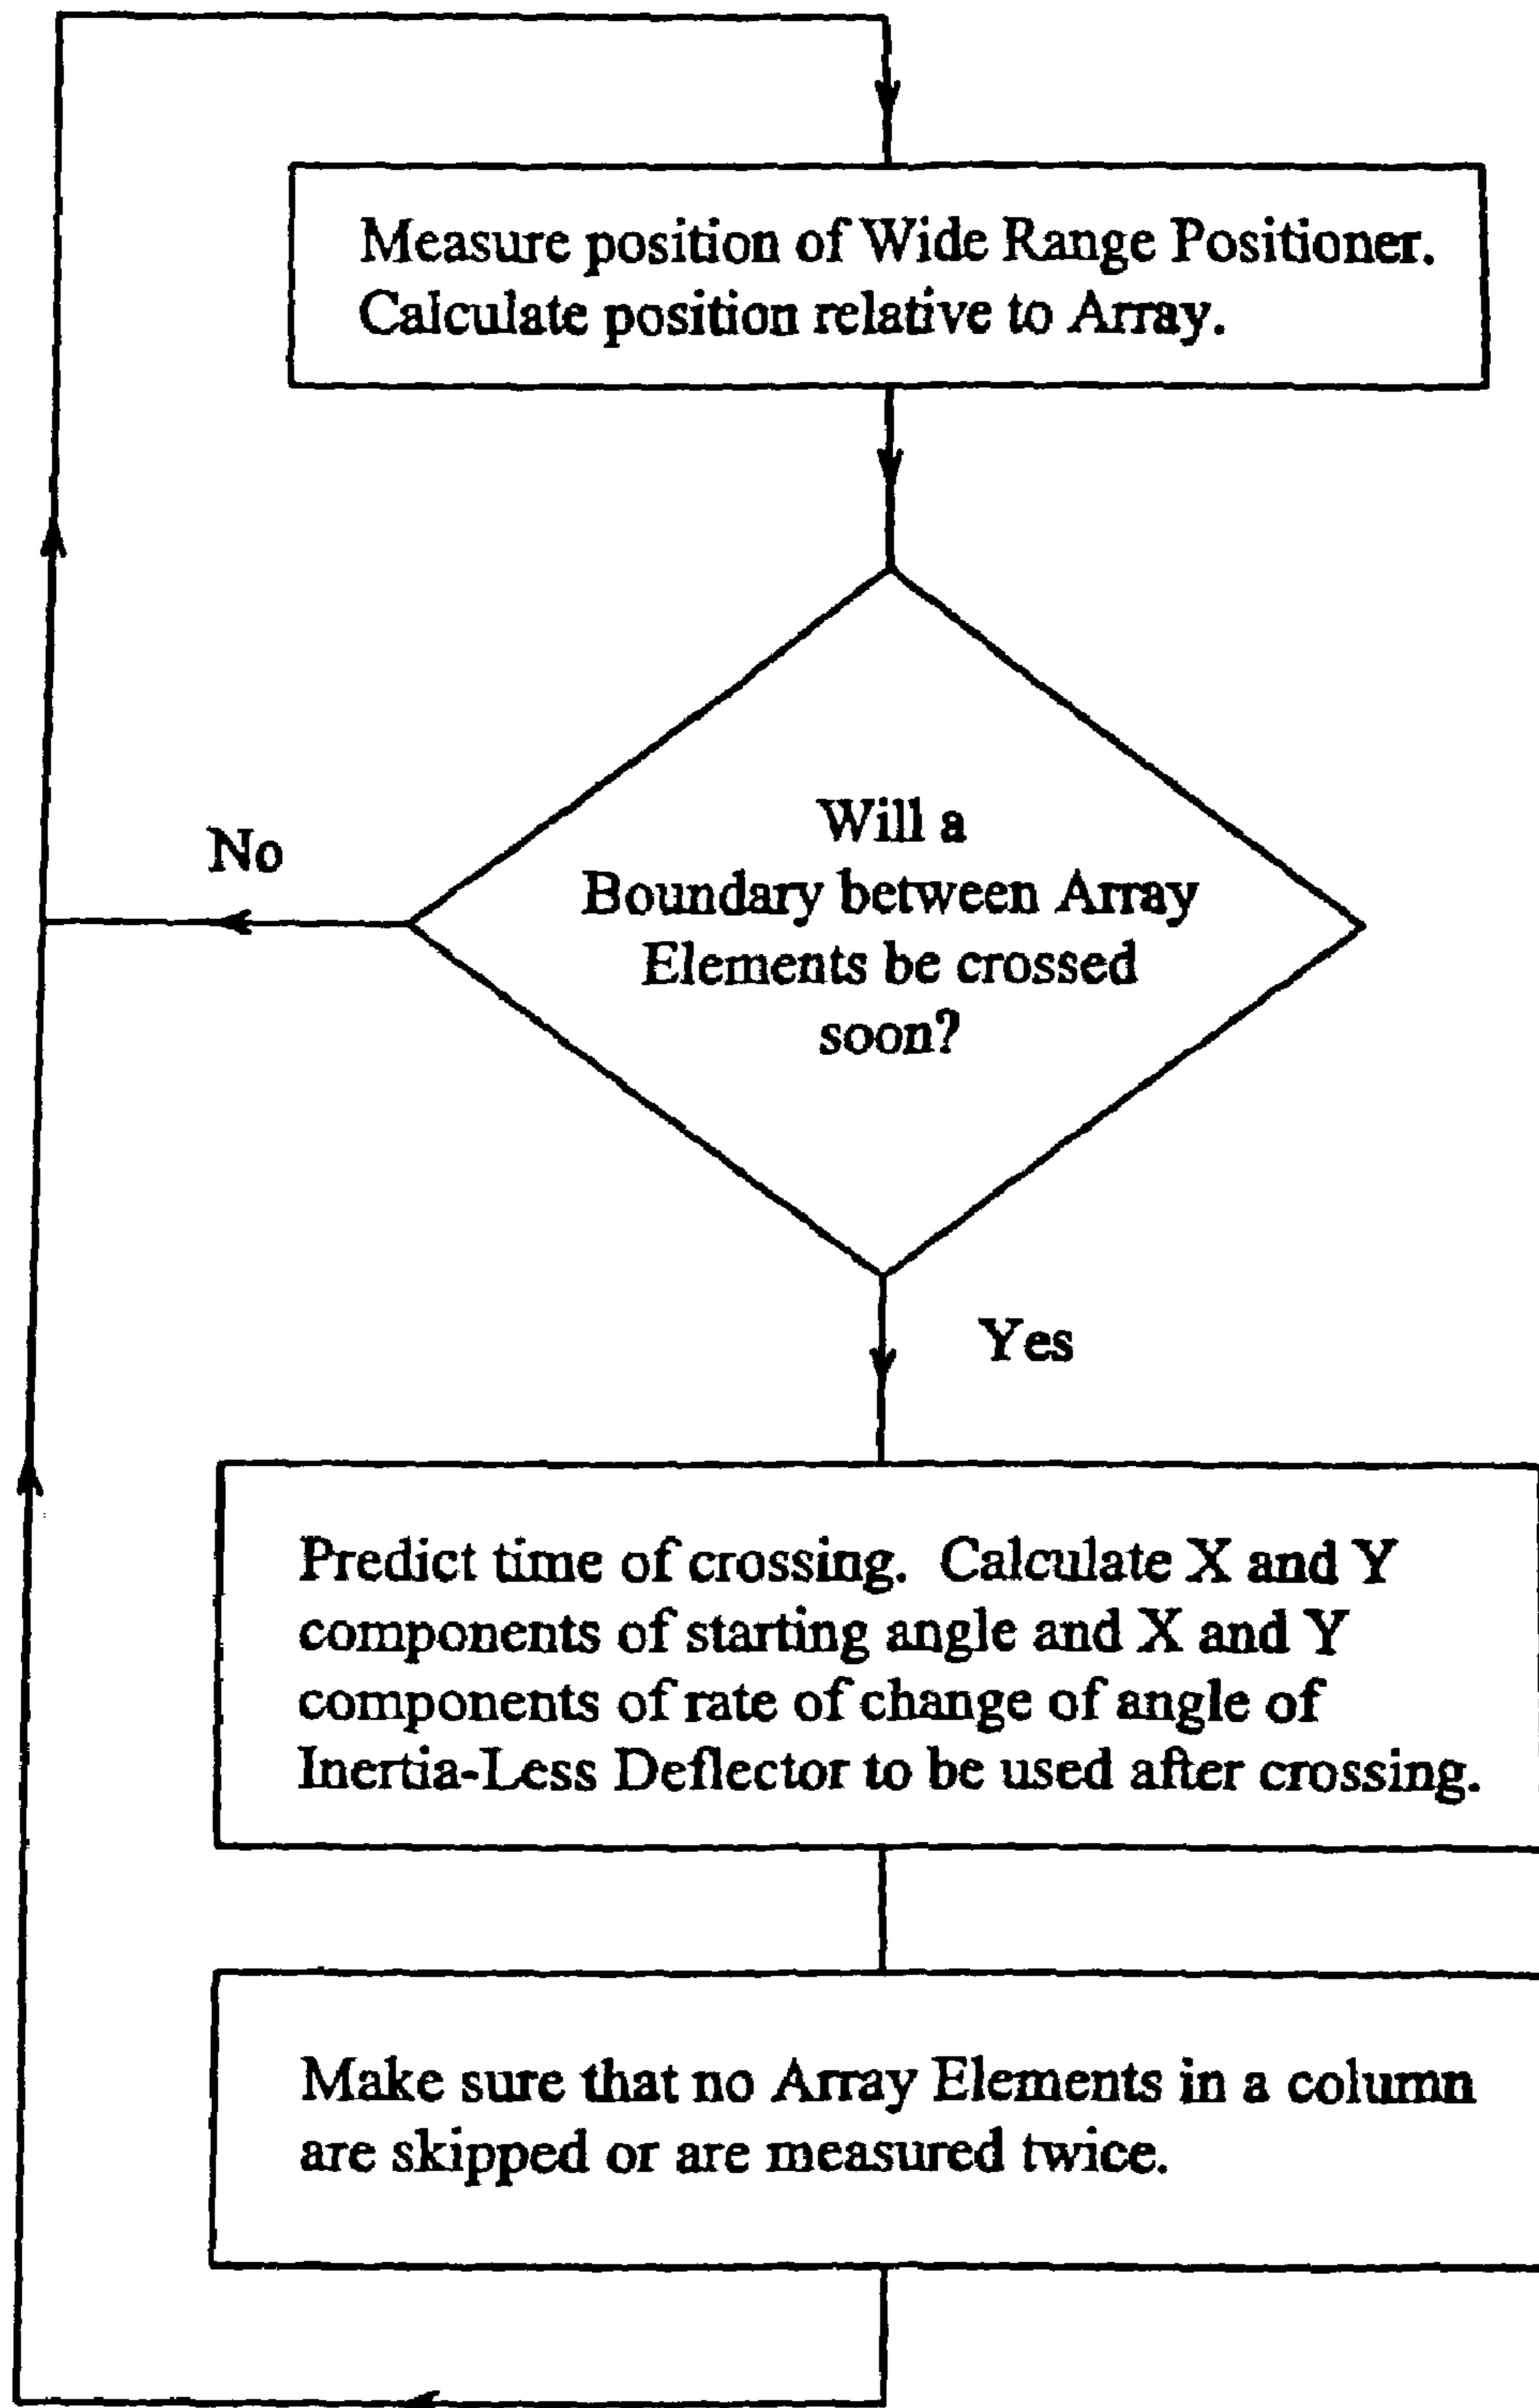 Measure position of Wide Range Positioner.
Calculate position relative to Array.
Will a
Boundary between Array
Elements be crossed
soon?
No
Yes
Predict time of crossing. Calculate X and Y
components of starting angle and X and Y
components of rate of change of angle of
Inertia-Less Deflector to be used after crossing.
Make sure that no Array Elements in a column
are skipped or are measured twice.